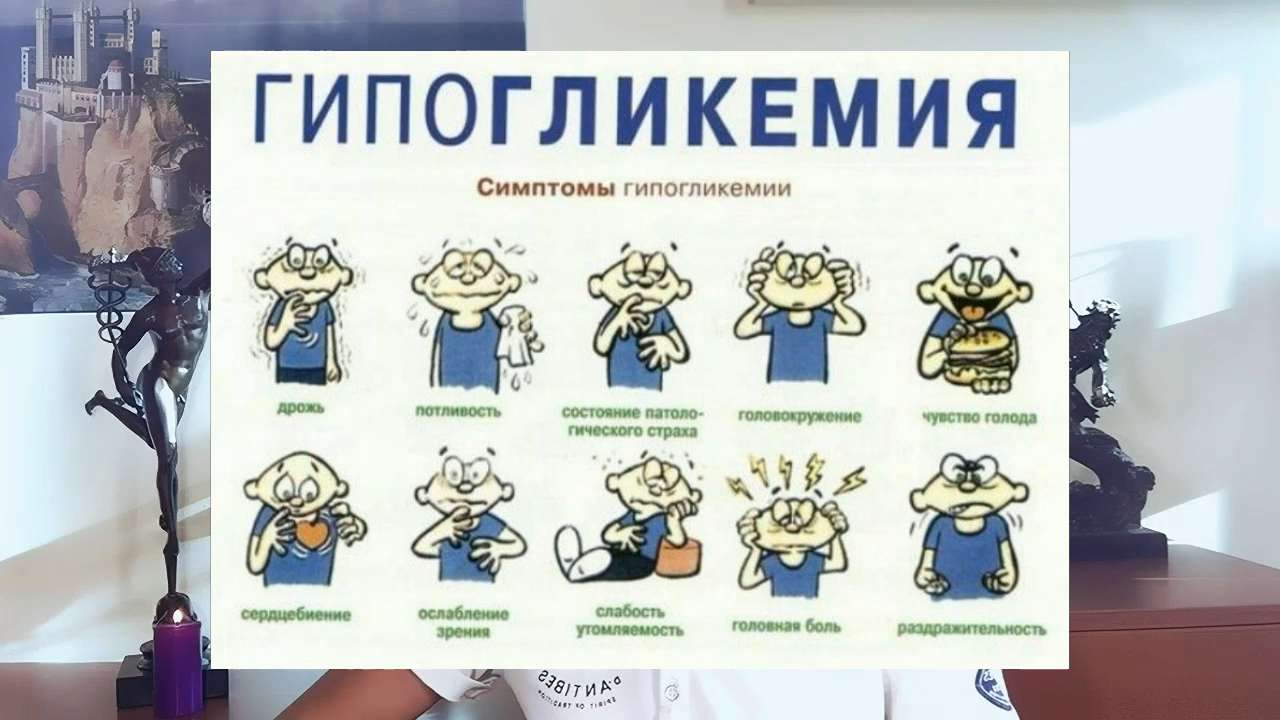 ГИПОГЛИКЕМИЯ
Симптомы гипогликемии
дрожь
потливость
состояние патоло-
гического страха
головокружение
чувство голода
сердцебиение
ослабление
зрения
слабость
утомляемость
головная боль
раздражительность
D'ANTIBES